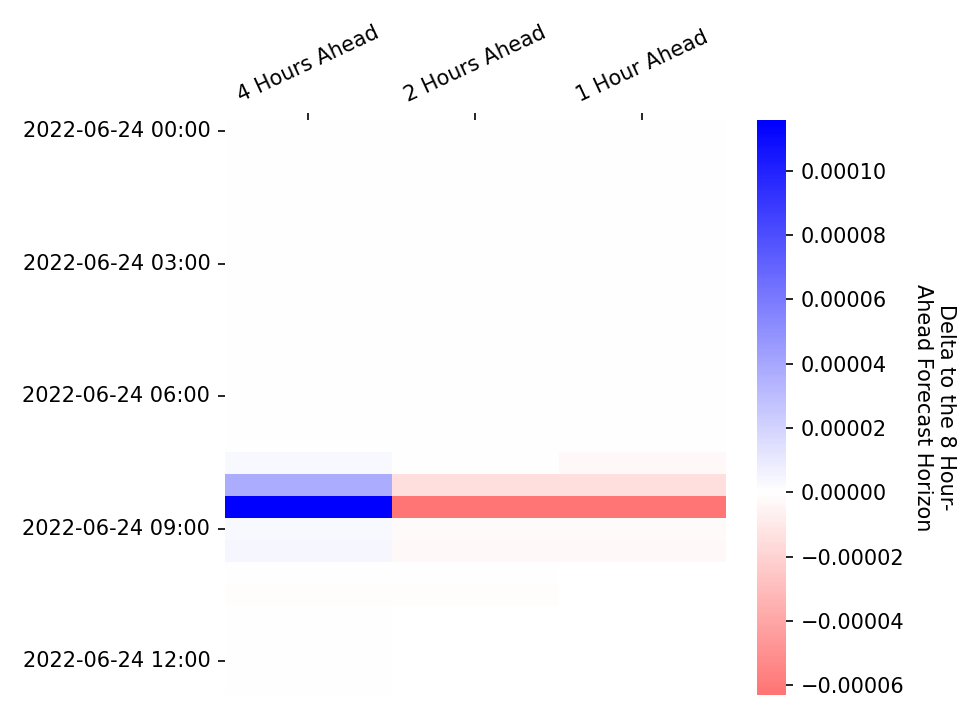 4 Hours Ahead
2 Hours Ahead
1 Hour Ahead
2022-06-24 00:00
2022-06-24 03:00
2022-06-24 06:00
2022-06-24 09:00
2022-06-24 12:00
0.00010
0.00008
0.00006
0.00004
0.00002
0.00000
−0.00002
−0.00004
−0.00006
Delta to the 8 Hour-
Ahead Forecast Horizon